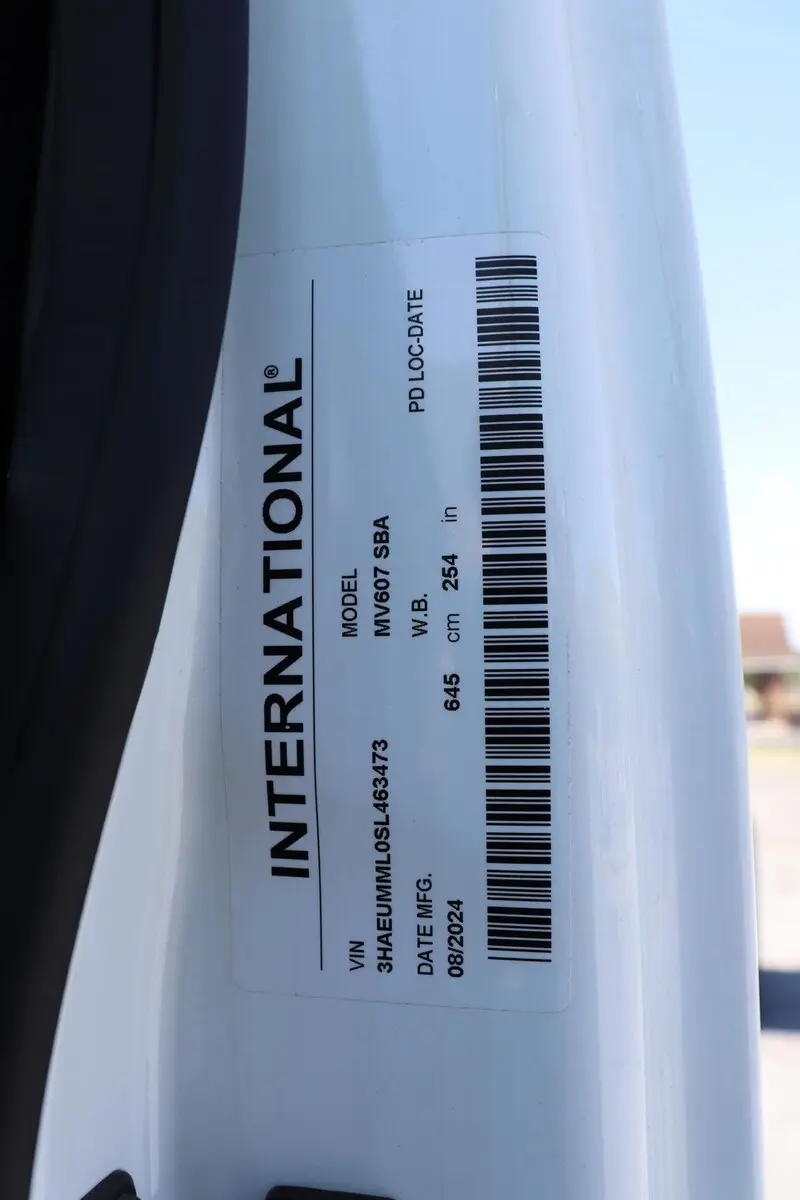 INTERNATIONAL®
VIN MODEL
3HAEUMML0SL463473 MV607 SBA
DATE MFG. W.B. PD LOC-DATE
08/2024 645 cm 254 in